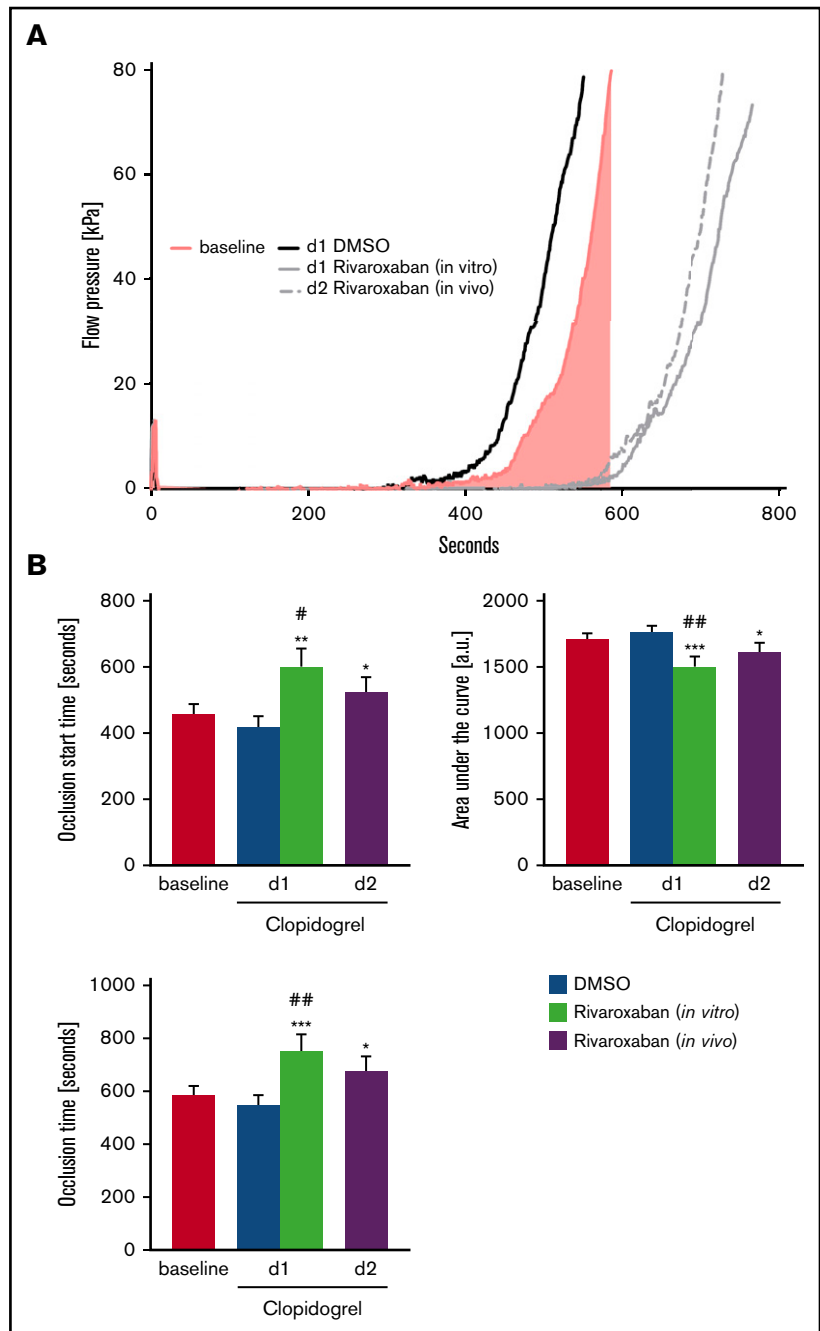 A
80
60
40
20
0
Flow pressure [kPa]
baseline
d1 DMSO
d1 Rivaroxaban (in vitro)
d2 Rivaroxaban (in vivo)
0 200 400 600 800
Seconds
B
800
600
400
200
0
Occlusion start time [seconds]
#
**
*
baseline d1 d2
Clopidogrel
2000
1500
1000
500
0
Area under the curve [a.u.]
##
***
*
baseline d1 d2
Clopidogrel
1000
800
600
400
200
0
Occlusion time [seconds]
##
***
*
baseline d1 d2
Clopidogrel
DMSO
Rivaroxaban (in vitro)
Rivaroxaban (in vivo)